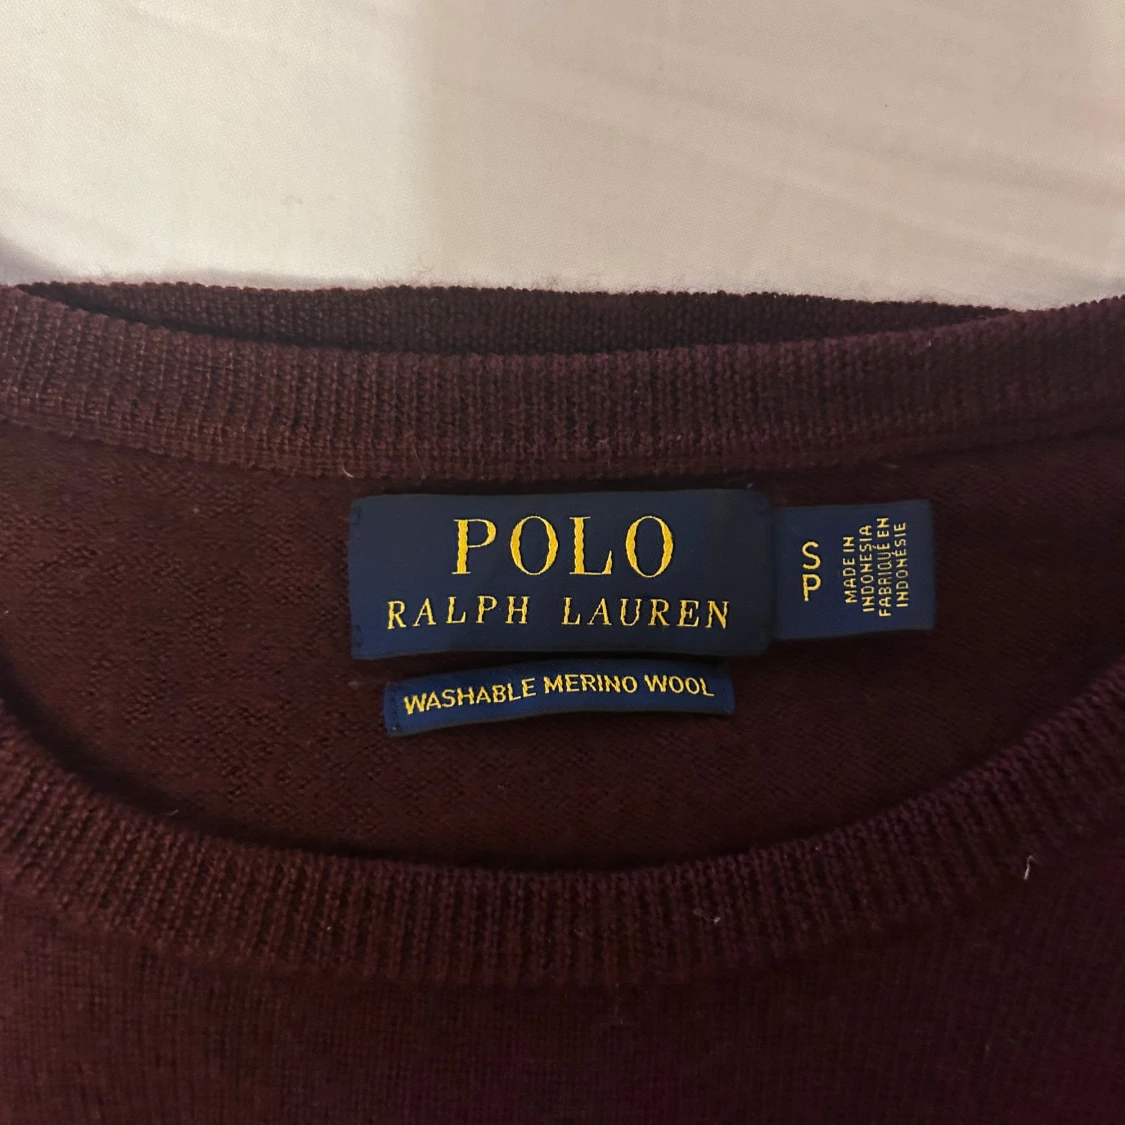 POLO
RALPH LAUREN
WASHABLE MERINO WOOL
S
P
MADE IN
INDONESIA
FABRIQUÉ EN
INDONÉSIE